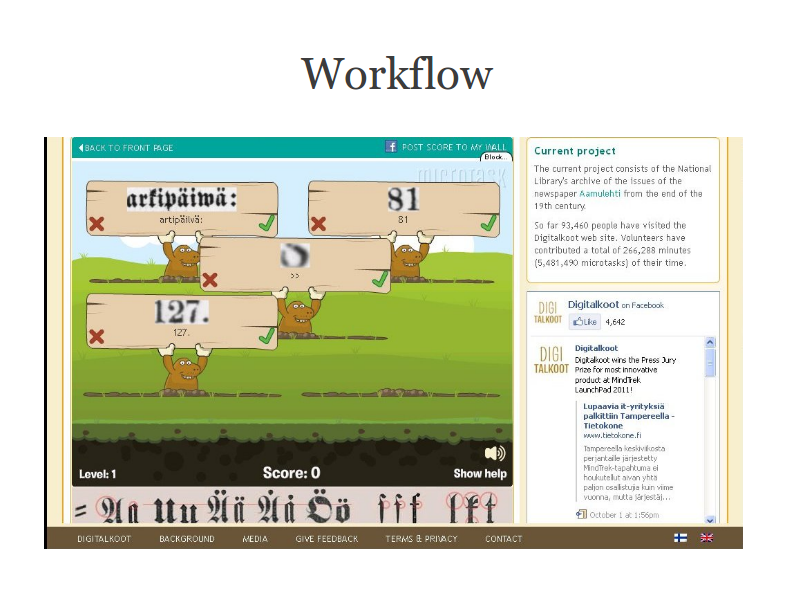 Workflow
BACK TO FRONT PAGE
POST SCORE TO MY WALL
Block...
microtask
arkipäiwä:
artipäilvä:
81
81
>>
127.
127.
Level: 1
Score: 0
Show help
= Aa Uu Ää Åå Öö
Current project
The current project consists of the National
Library's archive of the issues of the
newspaper Aamulehti from the end of the
19th century.
So far 93,460 people have visited the
Digitalkoot web site. Volunteers have
contributed a total of 266,288 minutes
(5,481,490 microtasks) of their time.
DIGI
TALKOOT
Digitalkoot on Facebook
Like 4,642
DIGI
TALKOOT
Digitalkoot
Digitalkoot wins the Press Jury
Prize for most innovative
product at MindTrek
LaunchPad 2011!
Lupaavia it-yrityksiä
palkittiin Tampereella -
Tietokone
www.tietokone.fi
Tampereella keskiviikosta
perjantaille järjestetty
MindTrek-tapahtuma ei
houkutellut aivan yhtä
paljon osallistujia kuin viime
vuonna, mutta järjestäj...
October 1 at 1:56pm
DIGITALKOOT
BACKGROUND
MEDIA
GIVE FEEDBACK
TERMS & PRIVACY
CONTACT